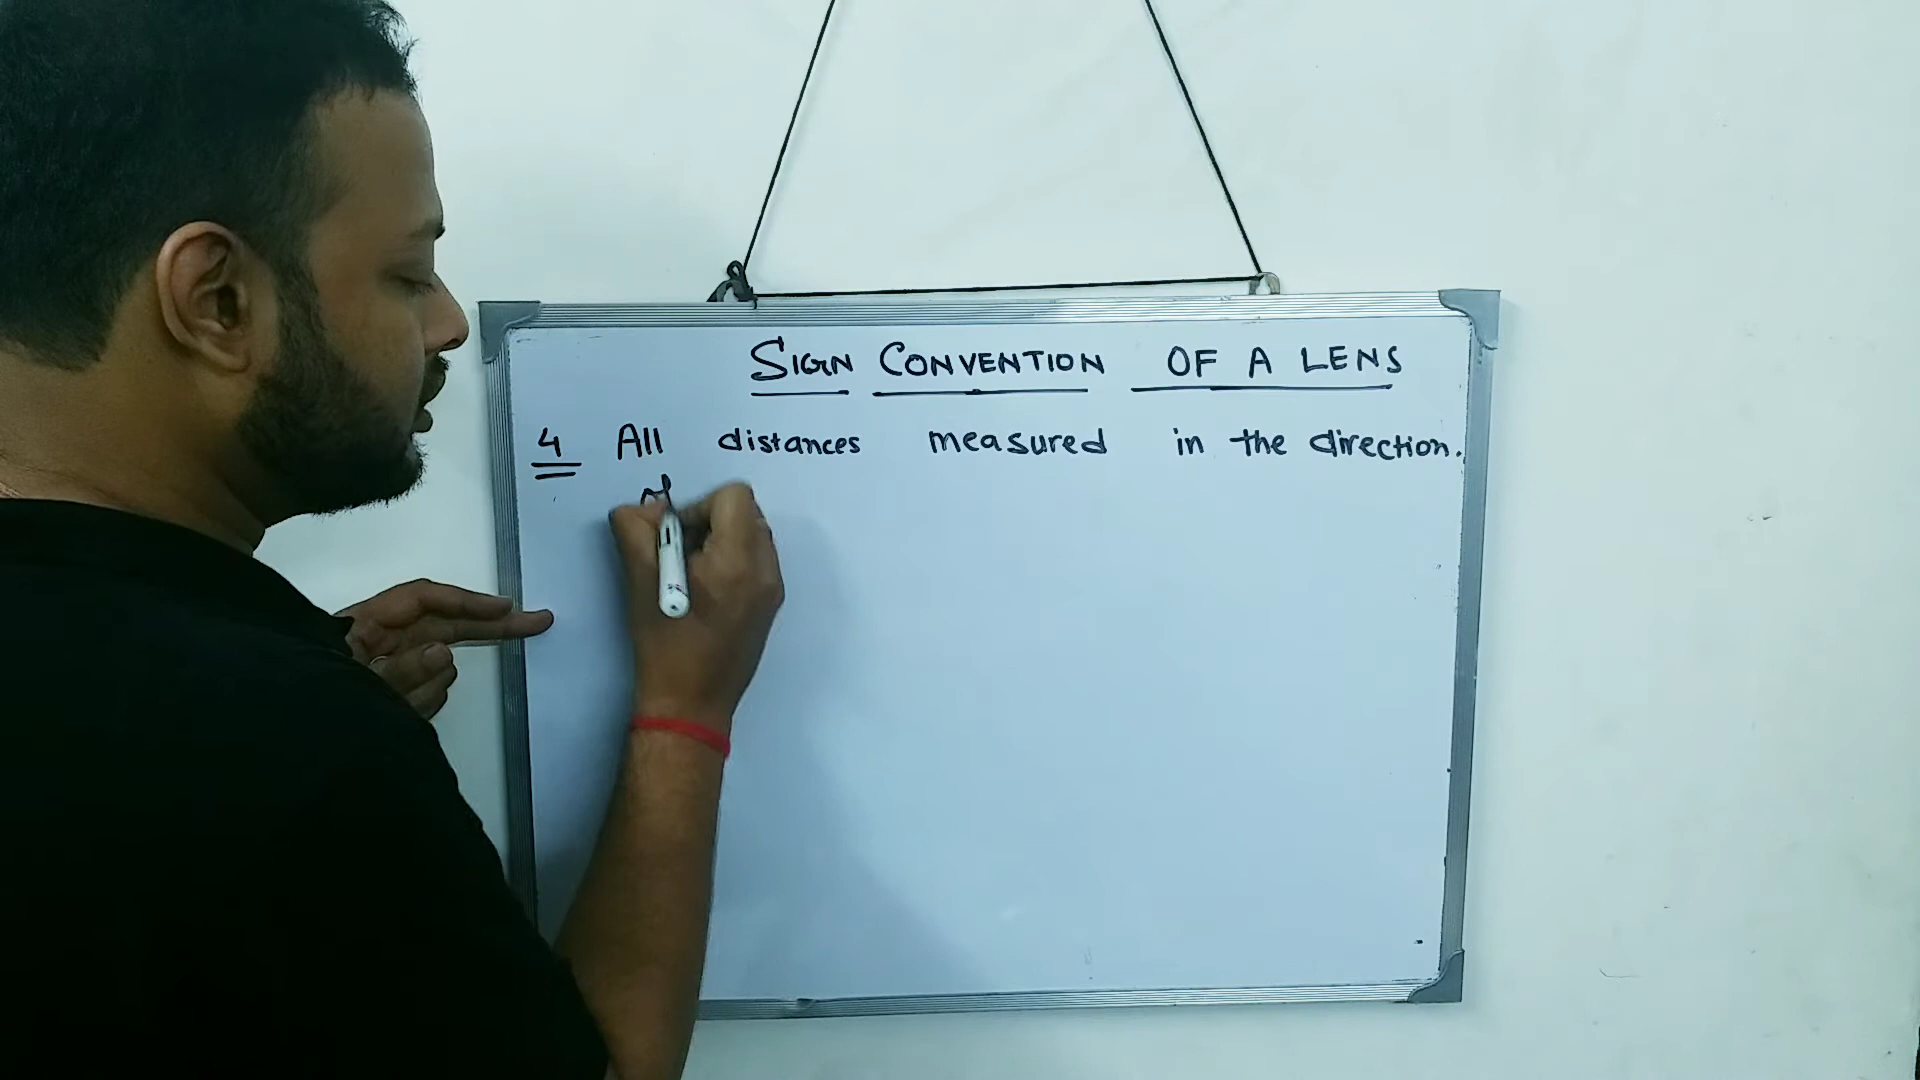 SIGN CONVENTION OF A LENS
4 All distances measured in the direction.